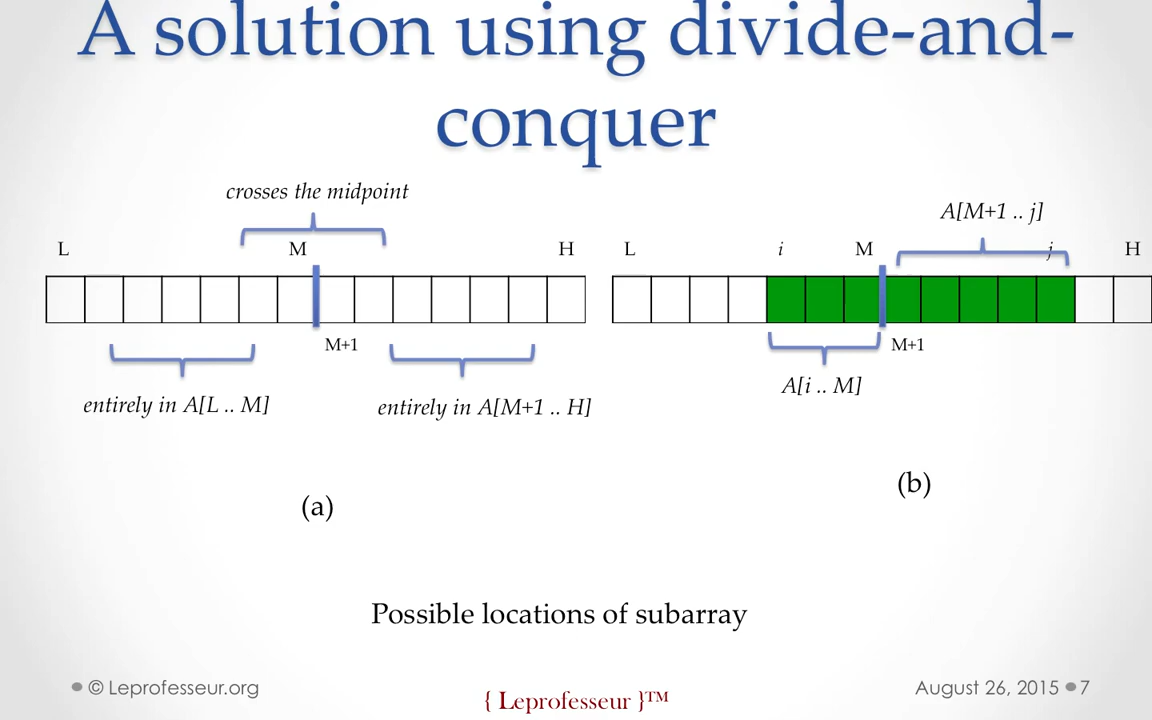 A solution using divide-and-
conquer
crosses the midpoint
L
M
H
M+1
entirely in A[L .. M]
entirely in A[M+1 .. H]
(a)
A[M+1 .. j]
L
i
M
j
H
M+1
A[i .. M]
(b)
Possible locations of subarray
© Leprofesseur.org
{ Leprofesseur }™
August 26, 2015
7